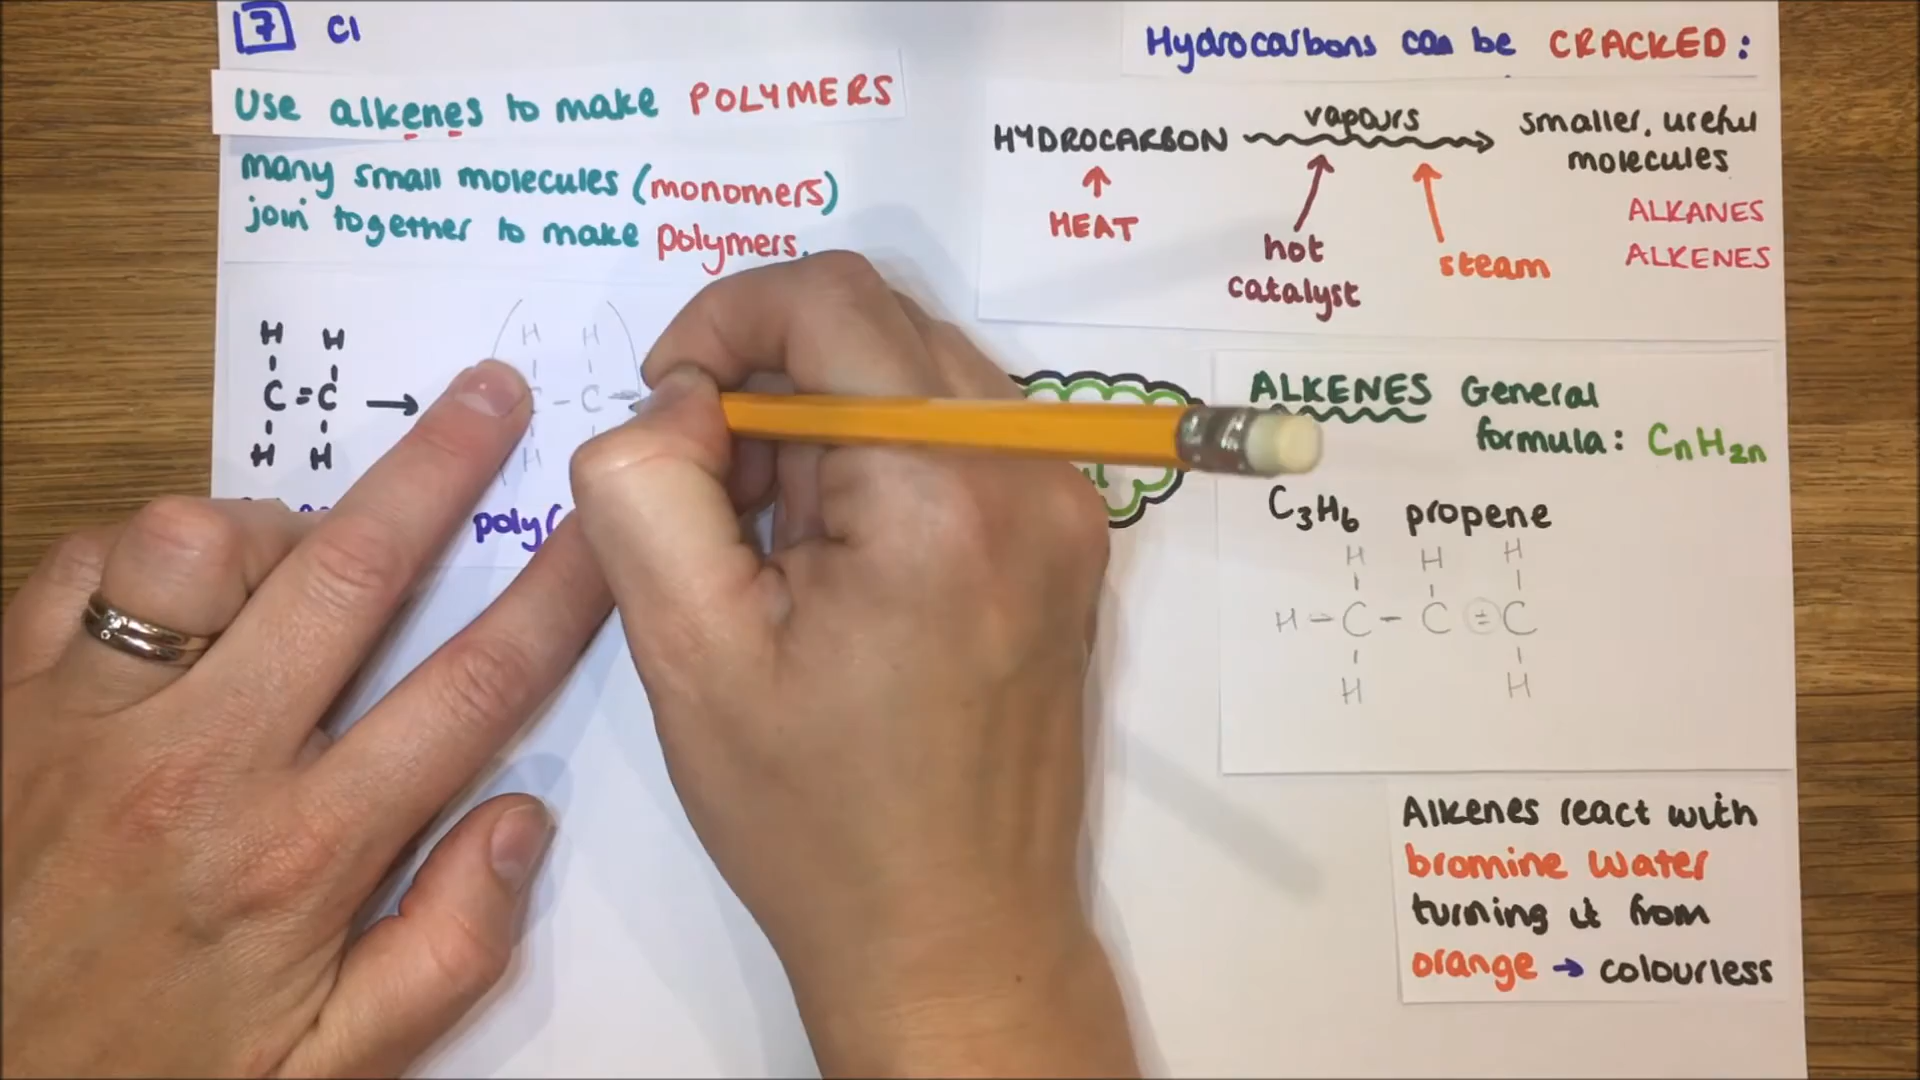 7 Cl
Use alkenes to make POLYMERS
many small molecules (monomers)
join together to make polymers.
H H
C = C →
H H
H H
C - C -
H
poly(
Hydrocarbons can be CRACKED:
HYDROCARBON vapours smaller, useful
molecules
HEAT
hot
catalyst
steam
ALKANES
ALKENES
ALKENES General
formula: CnH2n
C3H6 propene
H H H
H - C - C = C
H H
Alkenes react with
bromine water
turning it from
orange → colourless